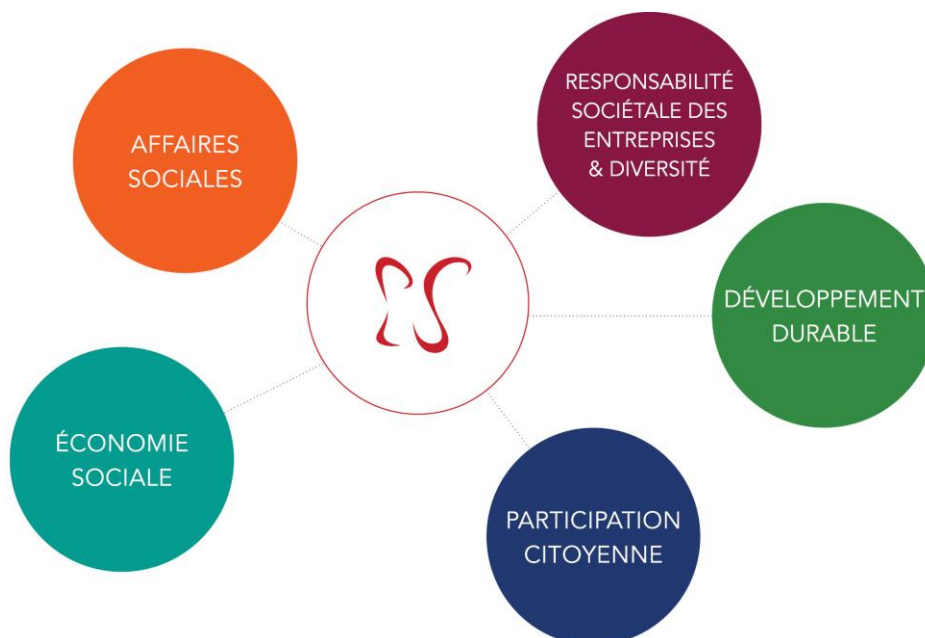 AFFAIRES
SOCIALES
RESPONSABILITÉ
SOCIÉTALE DES
ENTREPRISES
& DIVERSITÉ
DÉVELOPPEMENT
DURABLE
ÉCONOMIE
SOCIALE
PARTICIPATION
CITOYENNE